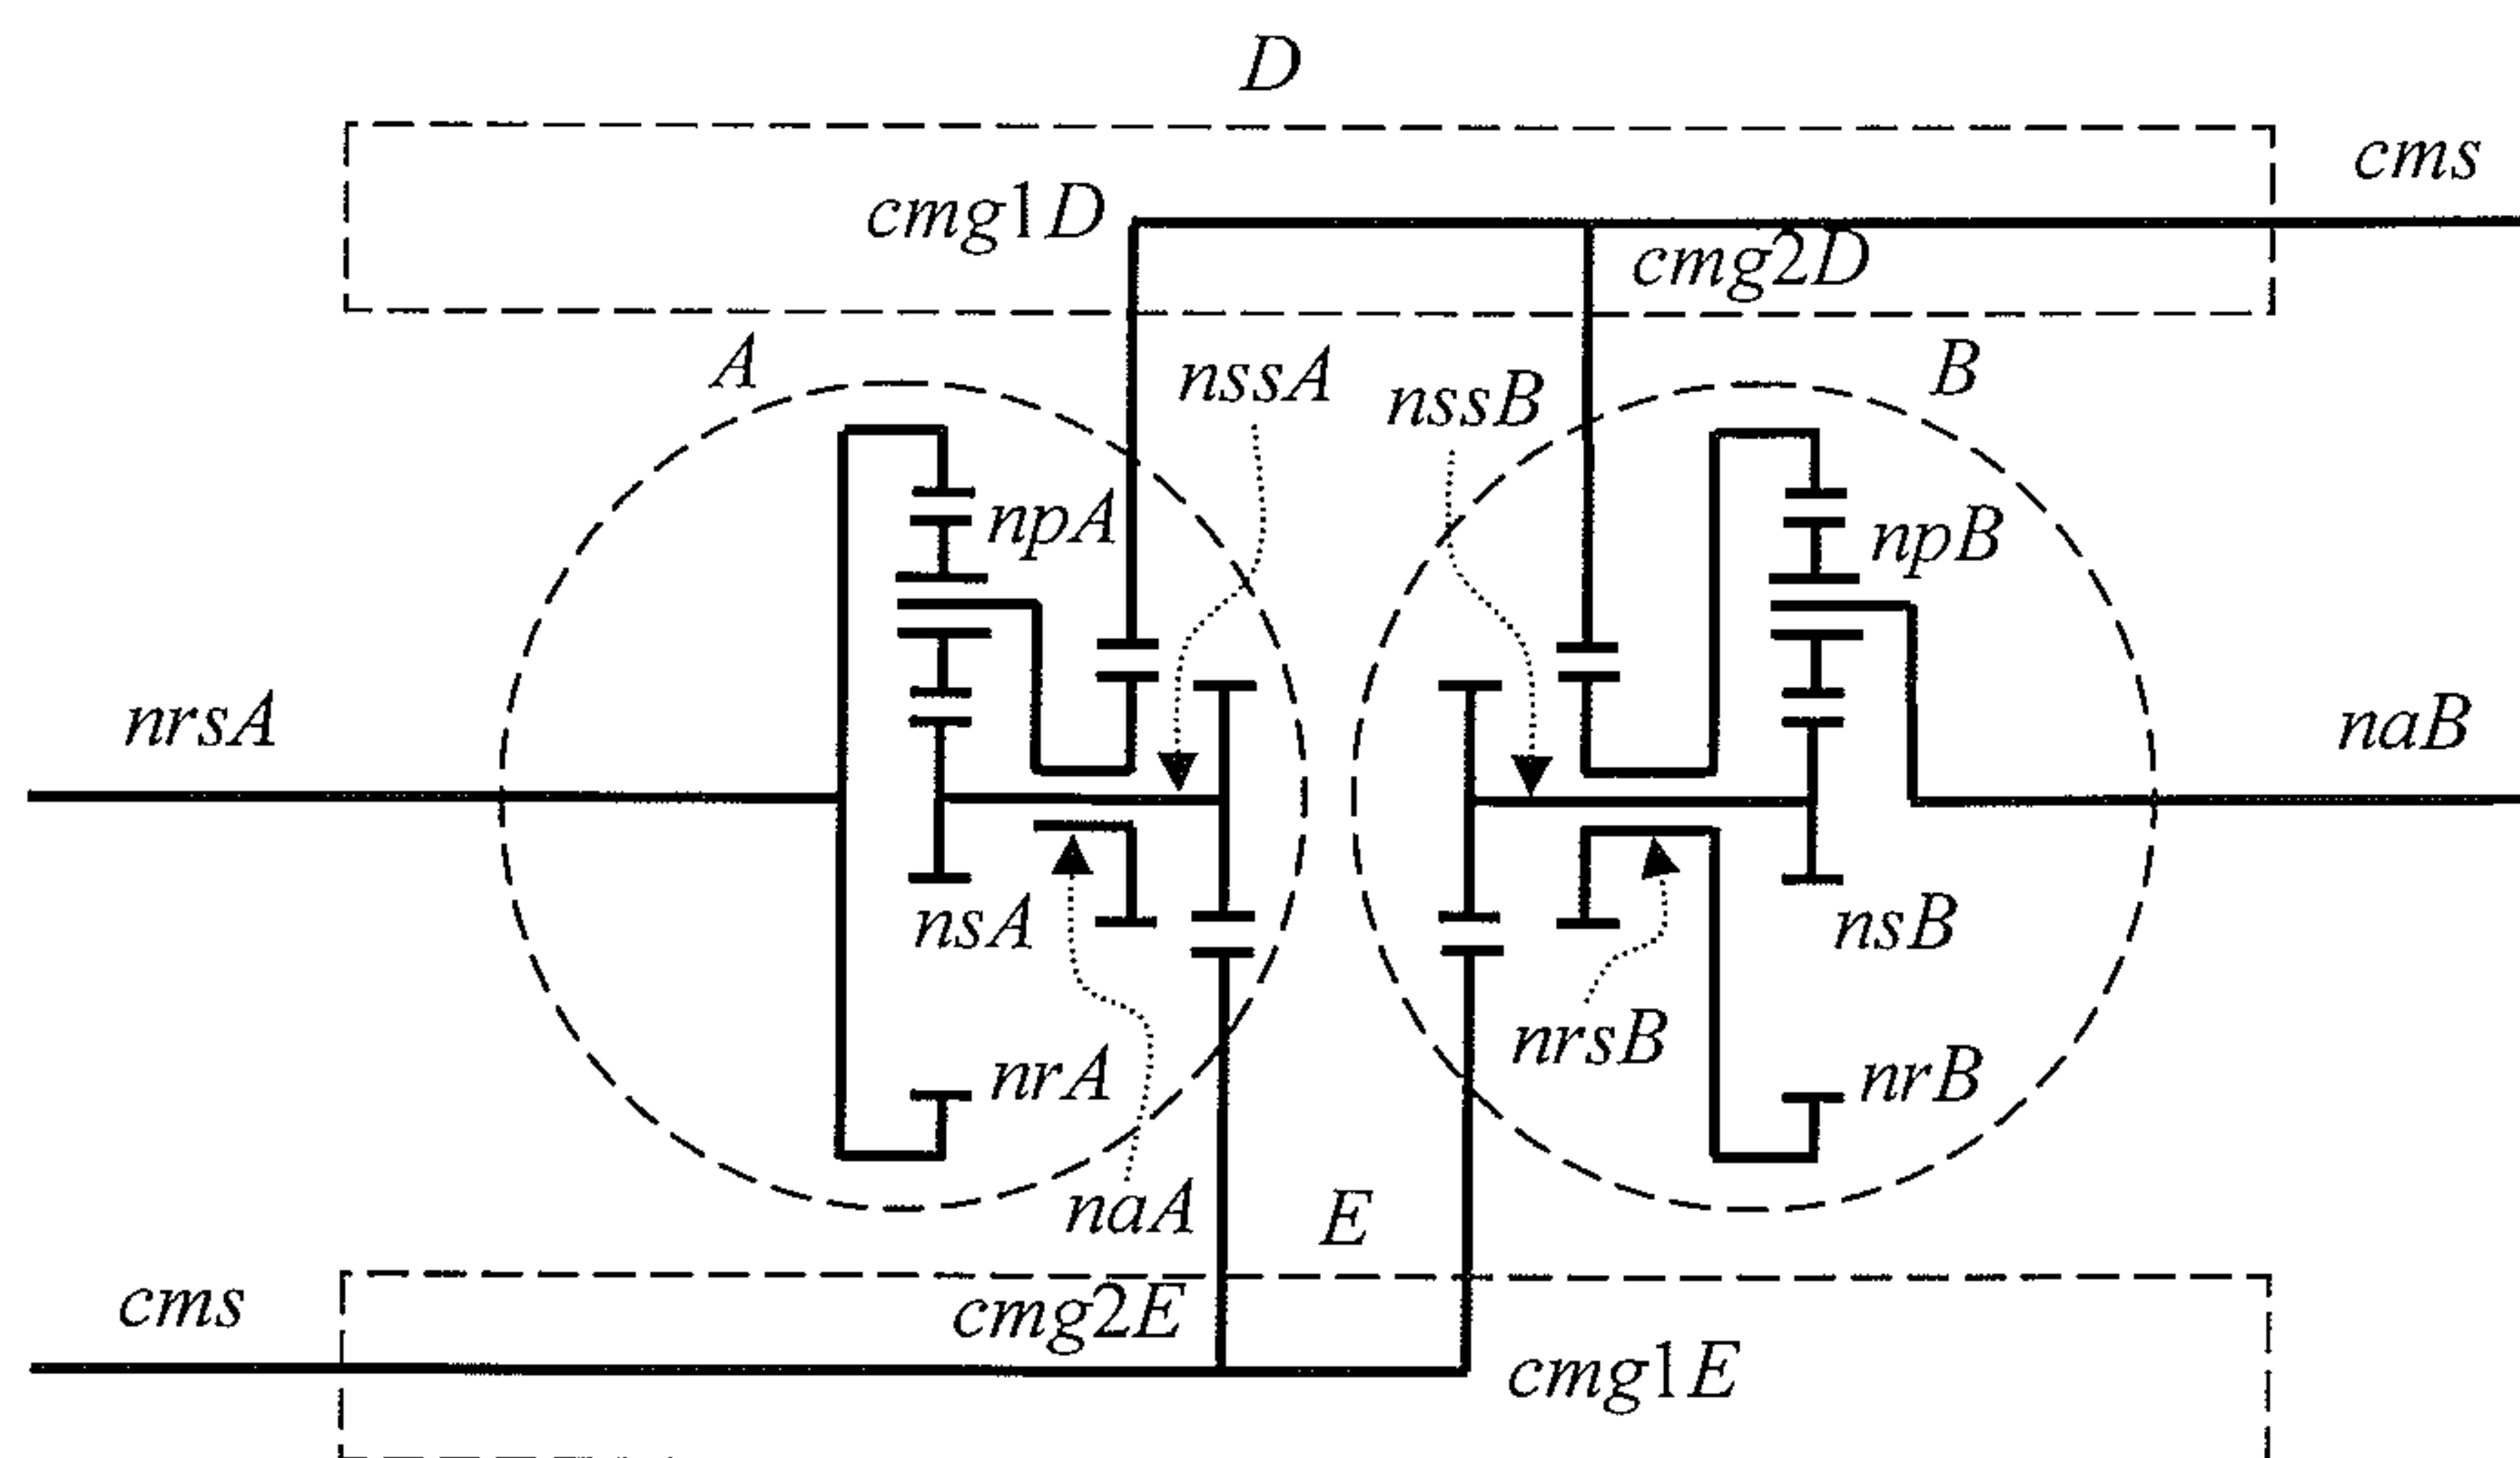 D
cms
cmg1D
cmg2D
A
nssA
nssB
B
npA
npB
nrsA
naB
nsA
nsB
nrsB
nrA
nrB
naA
E
cms
cmg2E
cmg1E